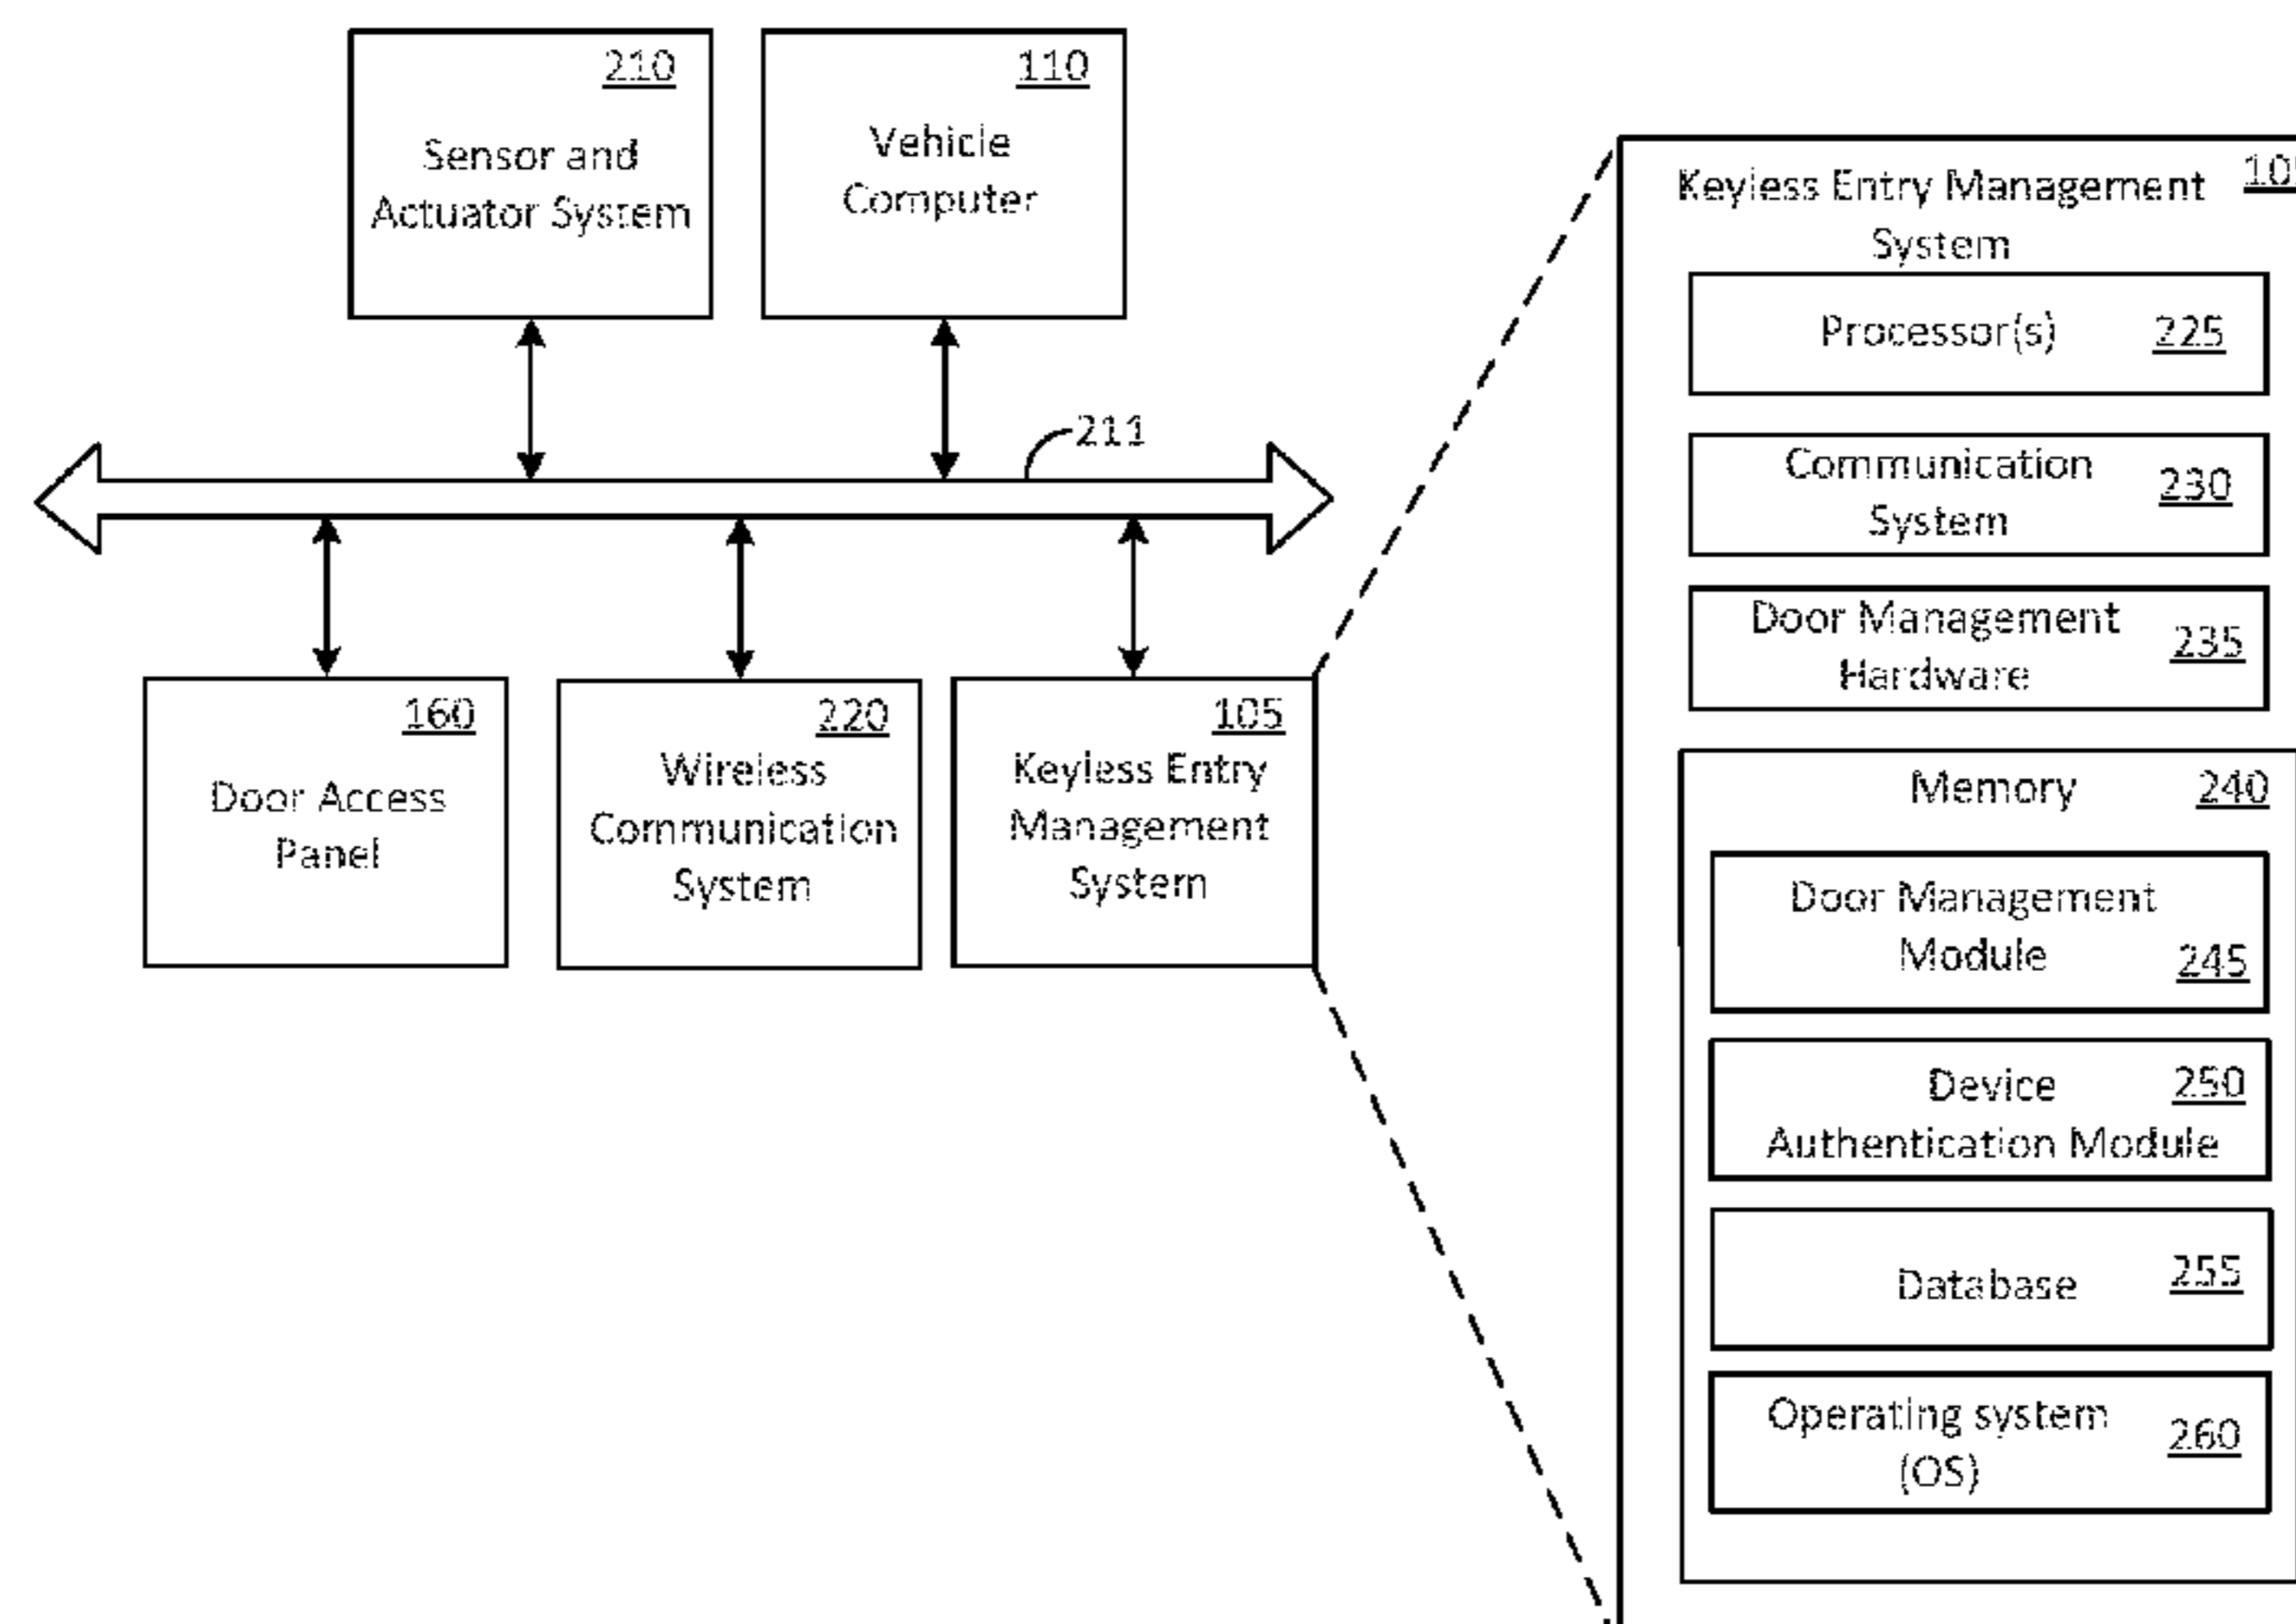 210
Sensor and
Actuator System
110
Vehicle
Computer
211
160
Door Access
Panel
220
Wireless
Communication
System
105
Keyless Entry
Management
System
Keyless Entry Management
System
Processor(s) 225
Communication
System 230
Door Management
Hardware 235
Memory 240
Door Management
Module 245
Device 250
Authentication Module
Database 255
Operating system
(OS) 260